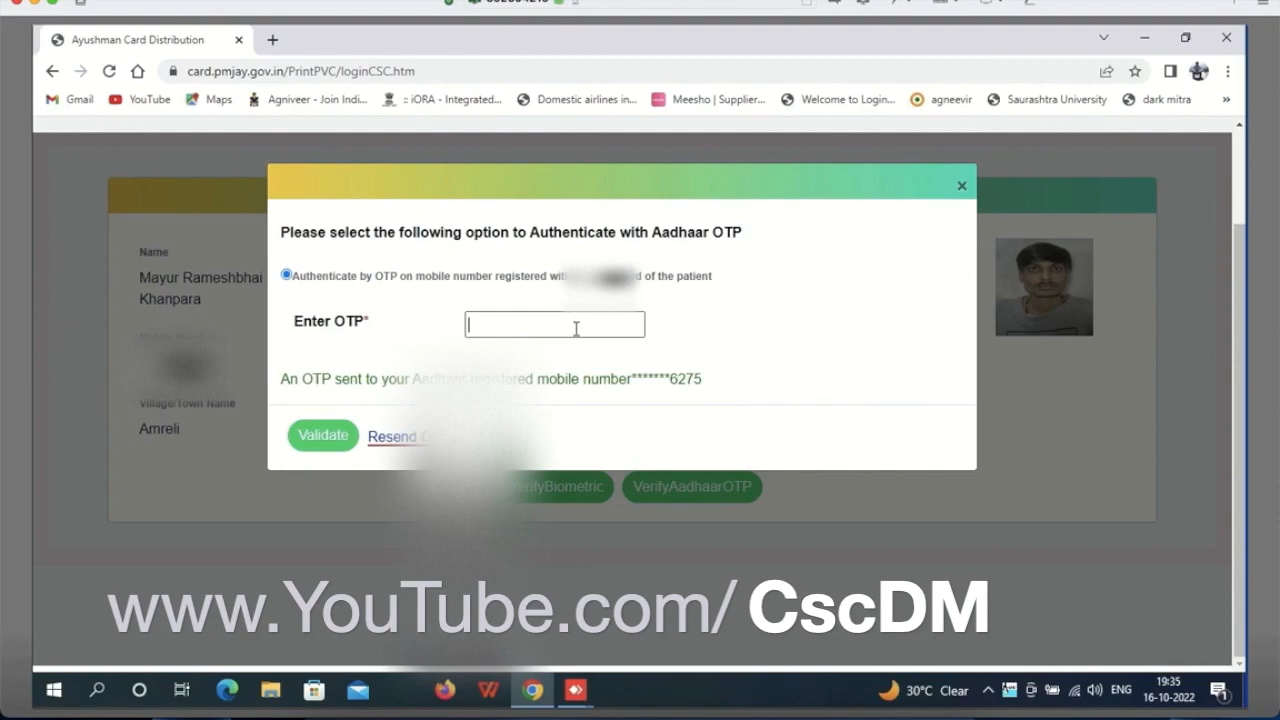 Ayushman Card Distribution
card.pmjay.gov.in/PrintPVC/loginCSC.htm
Gmail YouTube Maps Agniveer - Join Indi... :: iORA - Integrated... Domestic airlines in... Meesho | Supplier... Welcome to Login... agneevir Saurashtra University dark mitra »
Please select the following option to Authenticate with Aadhaar OTP
Authenticate by OTP on mobile number registered of the patient
Name
Mayur Rameshbhai
Khanpara
Enter OTP*
An OTP sent to your Aadhaar registered mobile number*******6275
Village/Town Name
Amreli
Validate Resend
VerifyAadhaarOTP
www.YouTube.com/ CscDM
30°C Clear ENG 19:35
16-10-2022
1